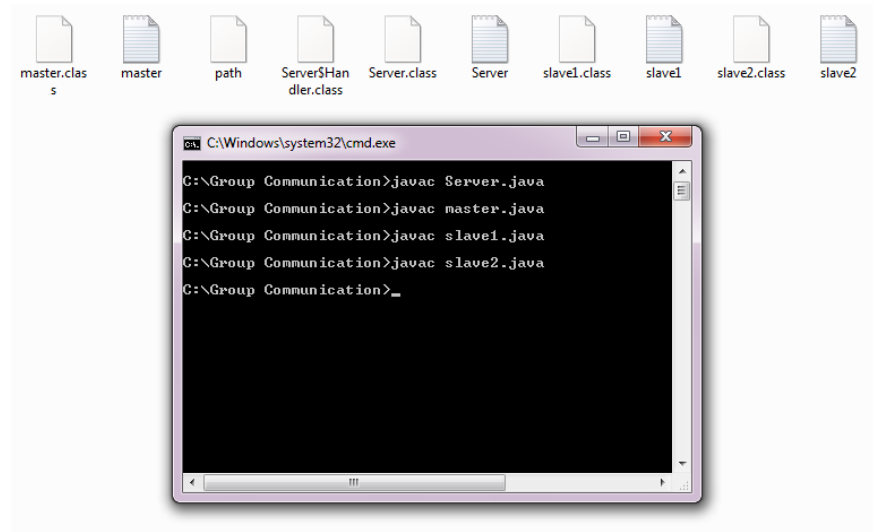 master.clas
s
master
path
Server$Han
dler.class
Server.class
Server
slave1.class
slave1
slave2.class
slave2
C:\Windows\system32\cmd.exe
C:\Group Communication>javac Server.java
C:\Group Communication>javac master.java
C:\Group Communication>javac slave1.java
C:\Group Communication>javac slave2.java
C:\Group Communication>_